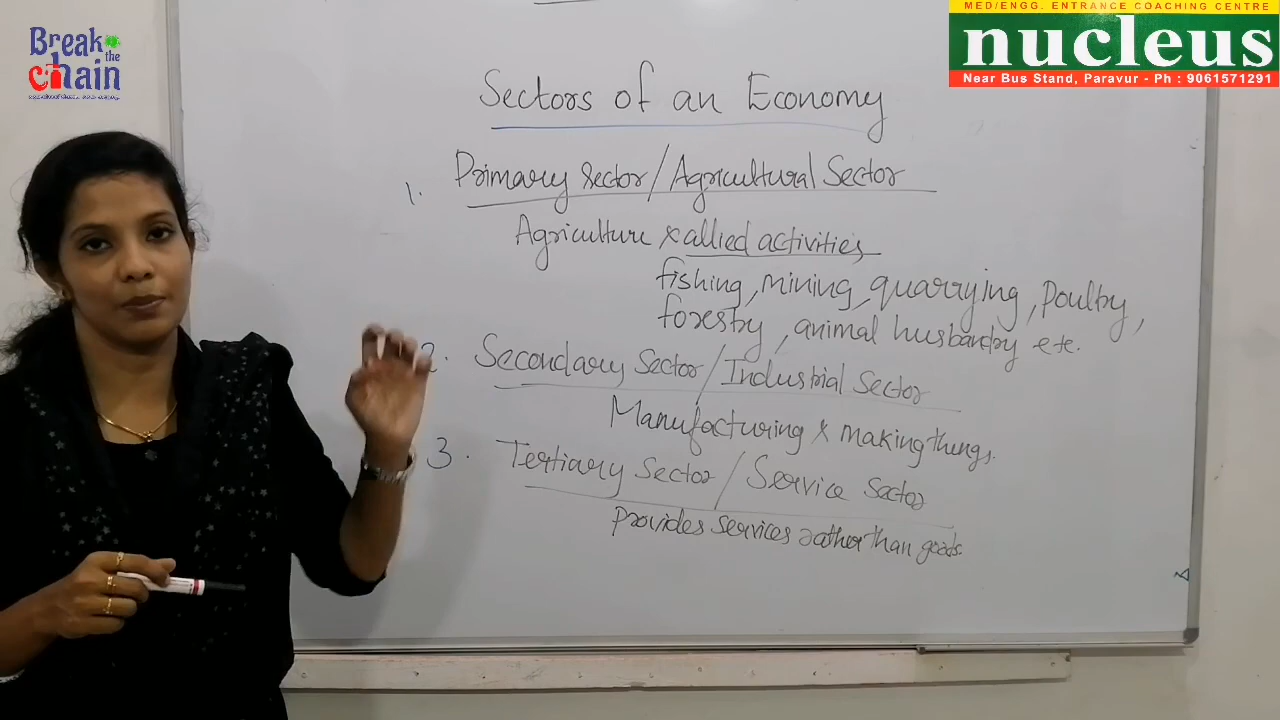 Break
the
chain
MED/ENGG. ENTRANCE COACHING CENTRE
nucleus
Near Bus Stand, Paravur - Ph : 9061571291
Sectors of an Economy
1. Primary Sector/Agricultural Sector
Agriculture & allied activities
fishing, mining, quarrying, Poultry,
forestry, animal husbandry etc.
2. Secondary Sector/Industrial Sector
Manufacturing & making things.
3. Tertiary Sector/Service Sector
Provides services rather than goods.